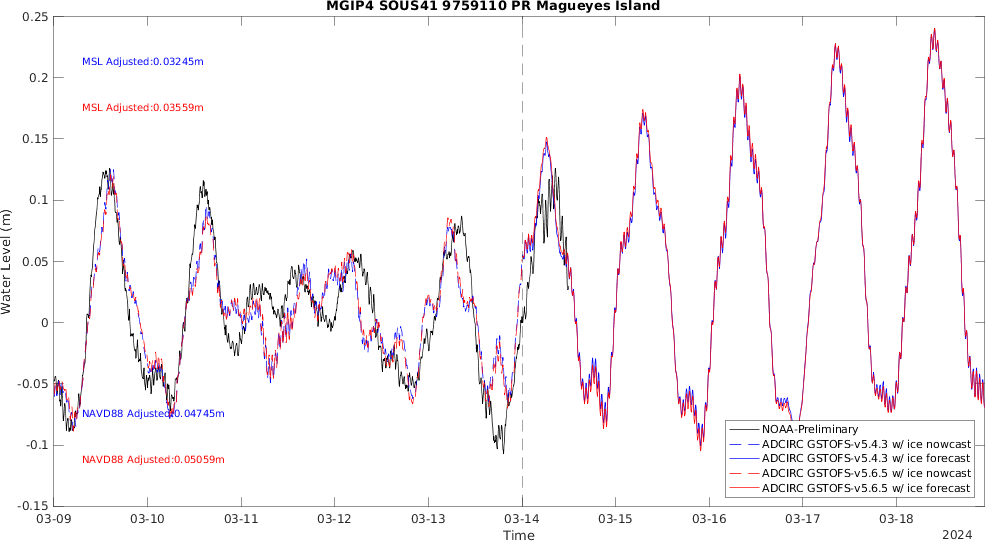 MGIP4 SOUS41 9759110 PR Magueyes Island
0.25
0.2
0.15
0.1
0.05
0
-0.05
-0.1
-0.15
Water Level (m)
MSL Adjusted:0.03245m
MSL Adjusted:0.03559m
NAVD88 Adjusted:0.04745m
NAVD88 Adjusted:0.05059m
NOAA-Preliminary
ADCIRC GSTOFS-v5.4.3 w/ ice nowcast
ADCIRC GSTOFS-v5.4.3 w/ ice forecast
ADCIRC GSTOFS-v5.6.5 w/ ice nowcast
ADCIRC GSTOFS-v5.6.5 w/ ice forecast
03-09 03-10 03-11 03-12 03-13 03-14 03-15 03-16 03-17 03-18
Time
2024